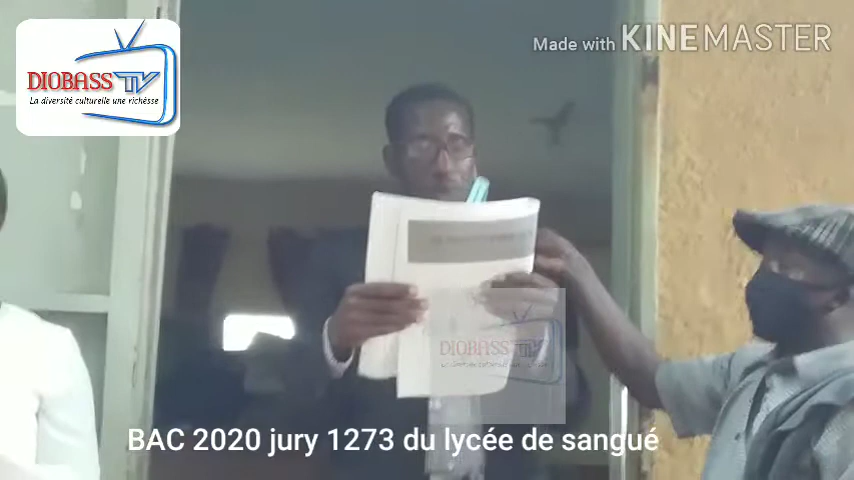 DIOBASS TV
La diversité culturelle une richèsse
Made with KINEMASTER
DIOBASS TV
BAC 2020 jury 1273 du lycée de sangué